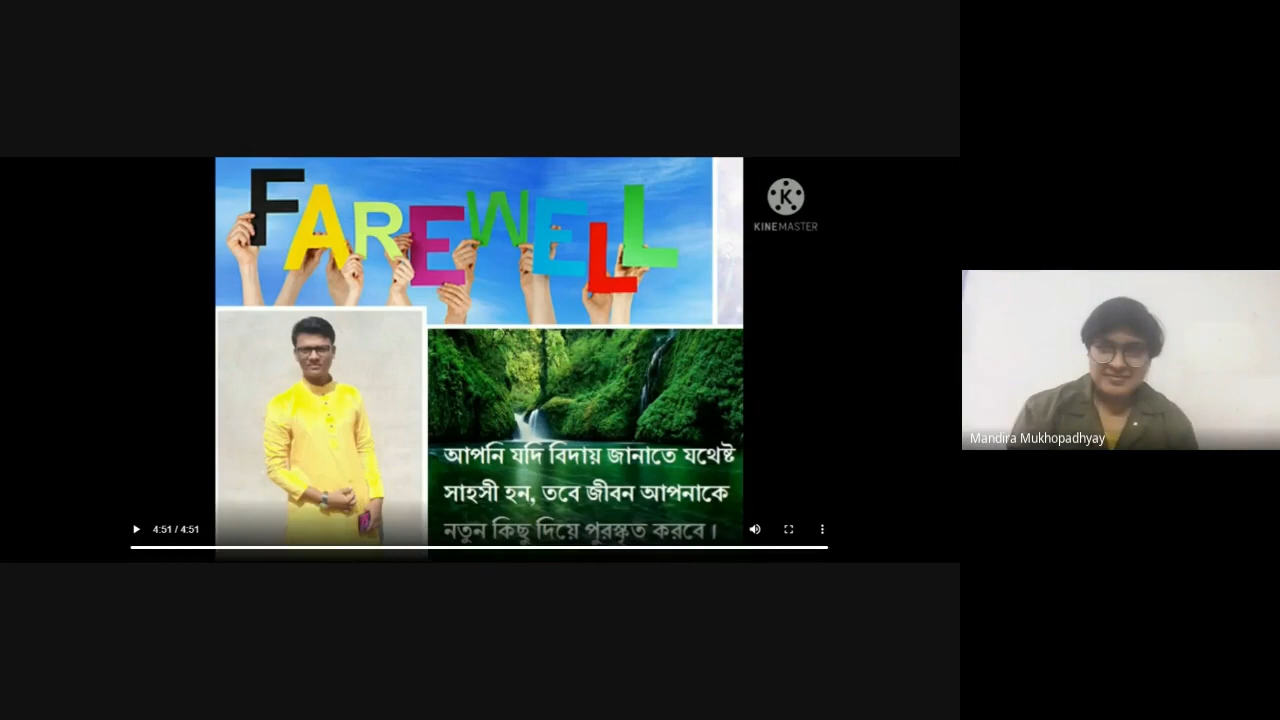 FAREWELL
KINEMASTER
আপনি যদি বিদায় জানাতে যথেষ্ট
সাহসী হন, তবে জীবন আপনাকে
নতুন কিছু দিয়ে পুরস্কৃত করবে।
4:51 / 4:51
Mandira Mukhopadhyay